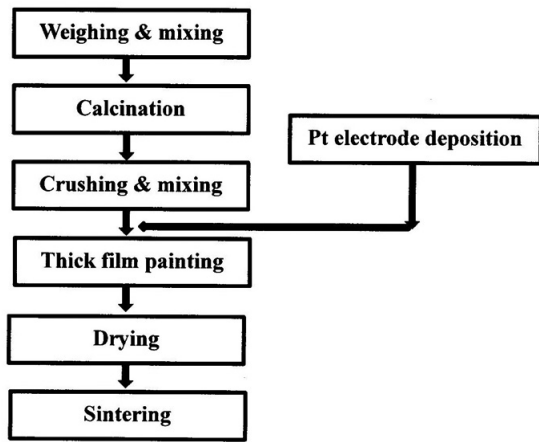 Weighing & mixing
Calcination
Pt electrode deposition
Crushing & mixing
Thick film painting
Drying
Sintering